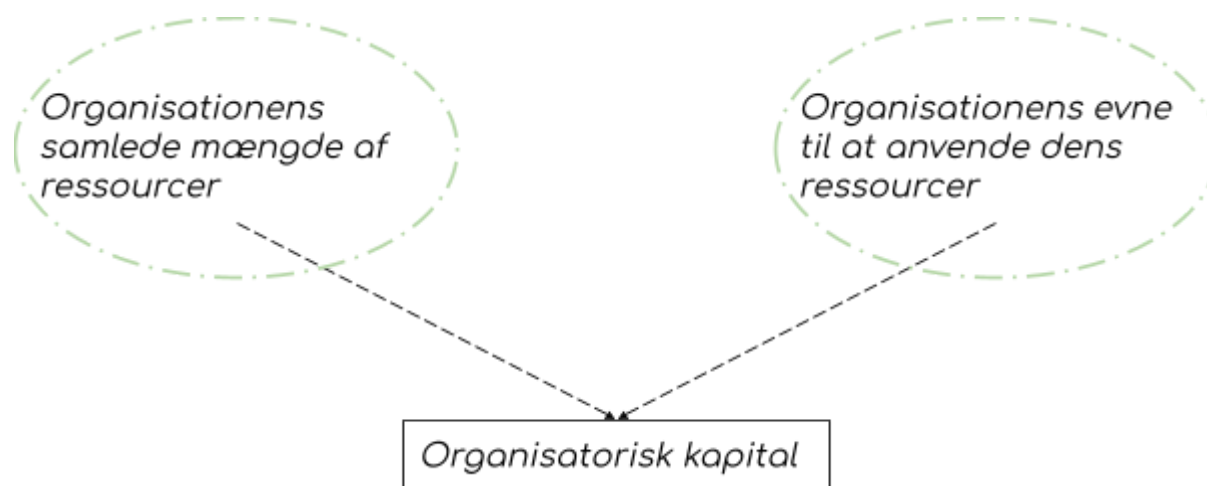 Organisationens
samlede mængde af
ressourcer
Organisationens evne
til at anvende dens
ressourcer
Organisatorisk kapital